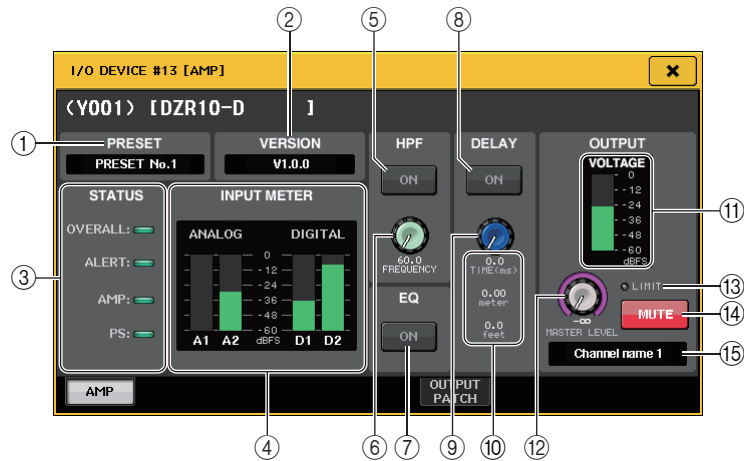 ② ⑤ ⑧
I/O DEVICE #13 [AMP]
(Y001) [DZR10-D ]
① PRESET VERSION HPF DELAY OUTPUT
PRESET No.1 V1.0.0 ON ON VOLTAGE
0
-12
-24
-36
-48
-60
dBFS
⑪
③ STATUS
OVERALL:
ALERT:
AMP:
PS:
INPUT METER
ANALOG DIGITAL
0
-12
-24
-36
-48
-60
A1 A2 dBFS D1 D2
60.0
FREQUENCY
EQ
ON
0.0
TIME(ms)
0.00
meter
0.0
feet
-∞
MASTER LEVEL
LIMIT ⑬
MUTE ⑭
Channel name 1 ⑮
AMP OUTPUT PATCH
④ ⑥ ⑦ ⑨ ⑩ ⑫